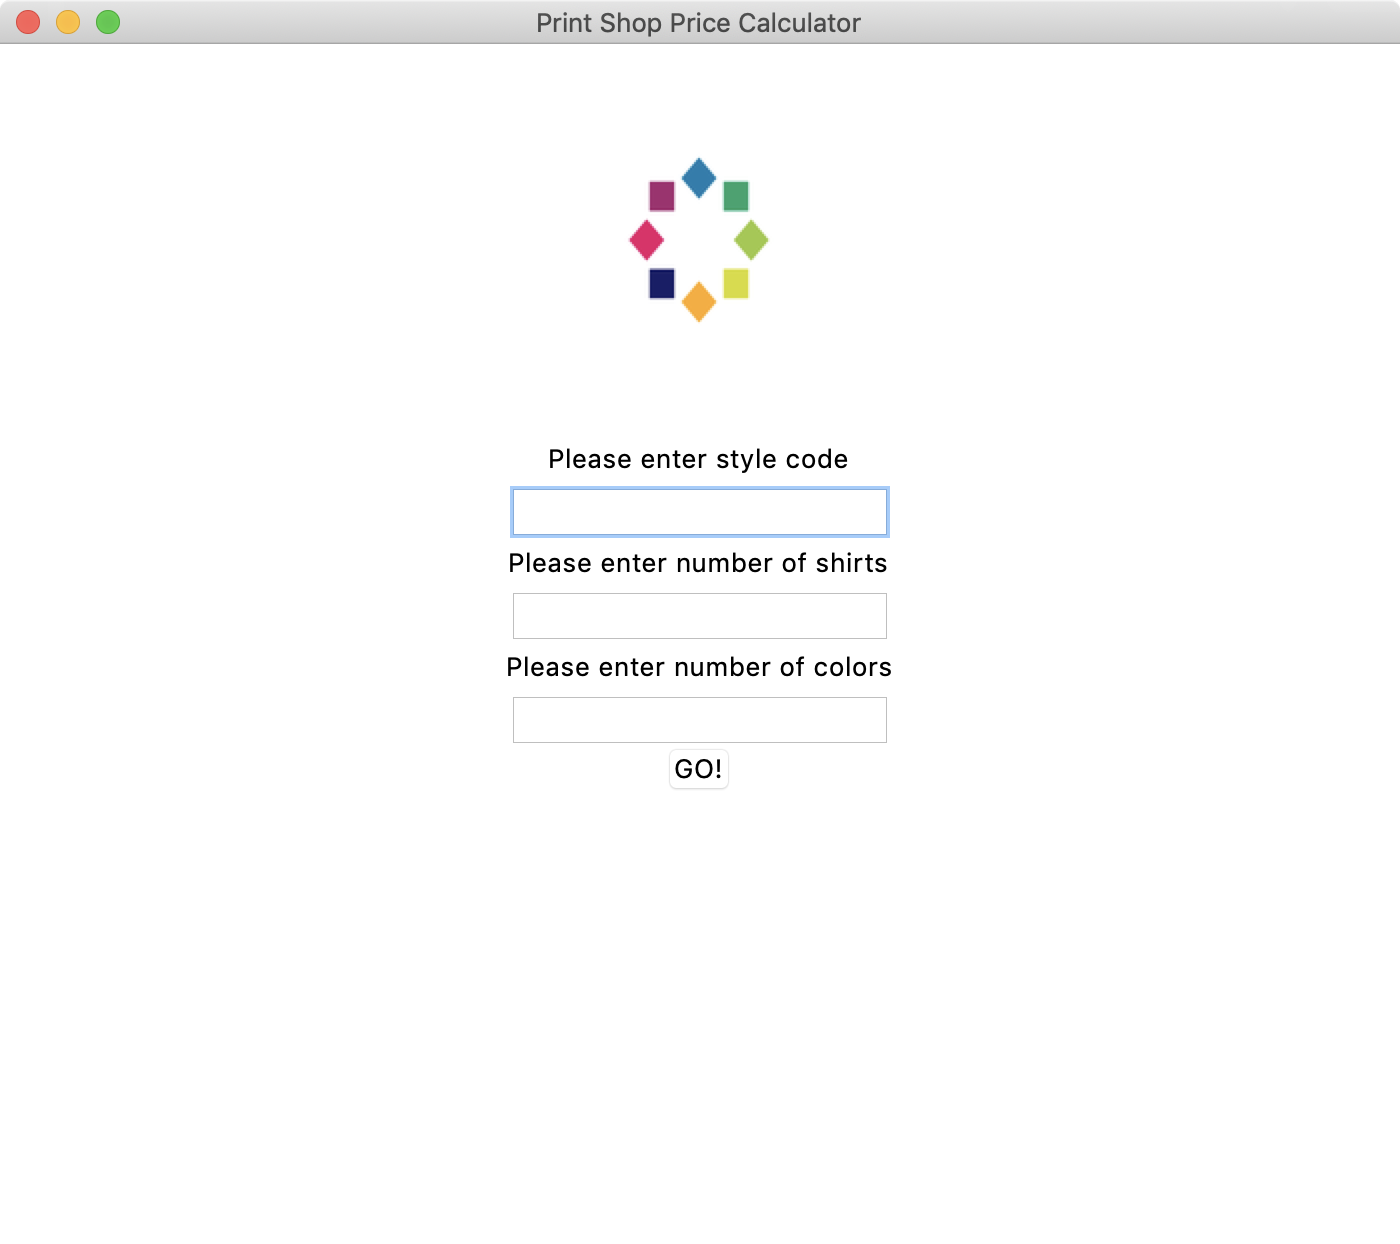 Print Shop Price Calculator
Please enter style code
Please enter number of shirts
Please enter number of colors
GO!